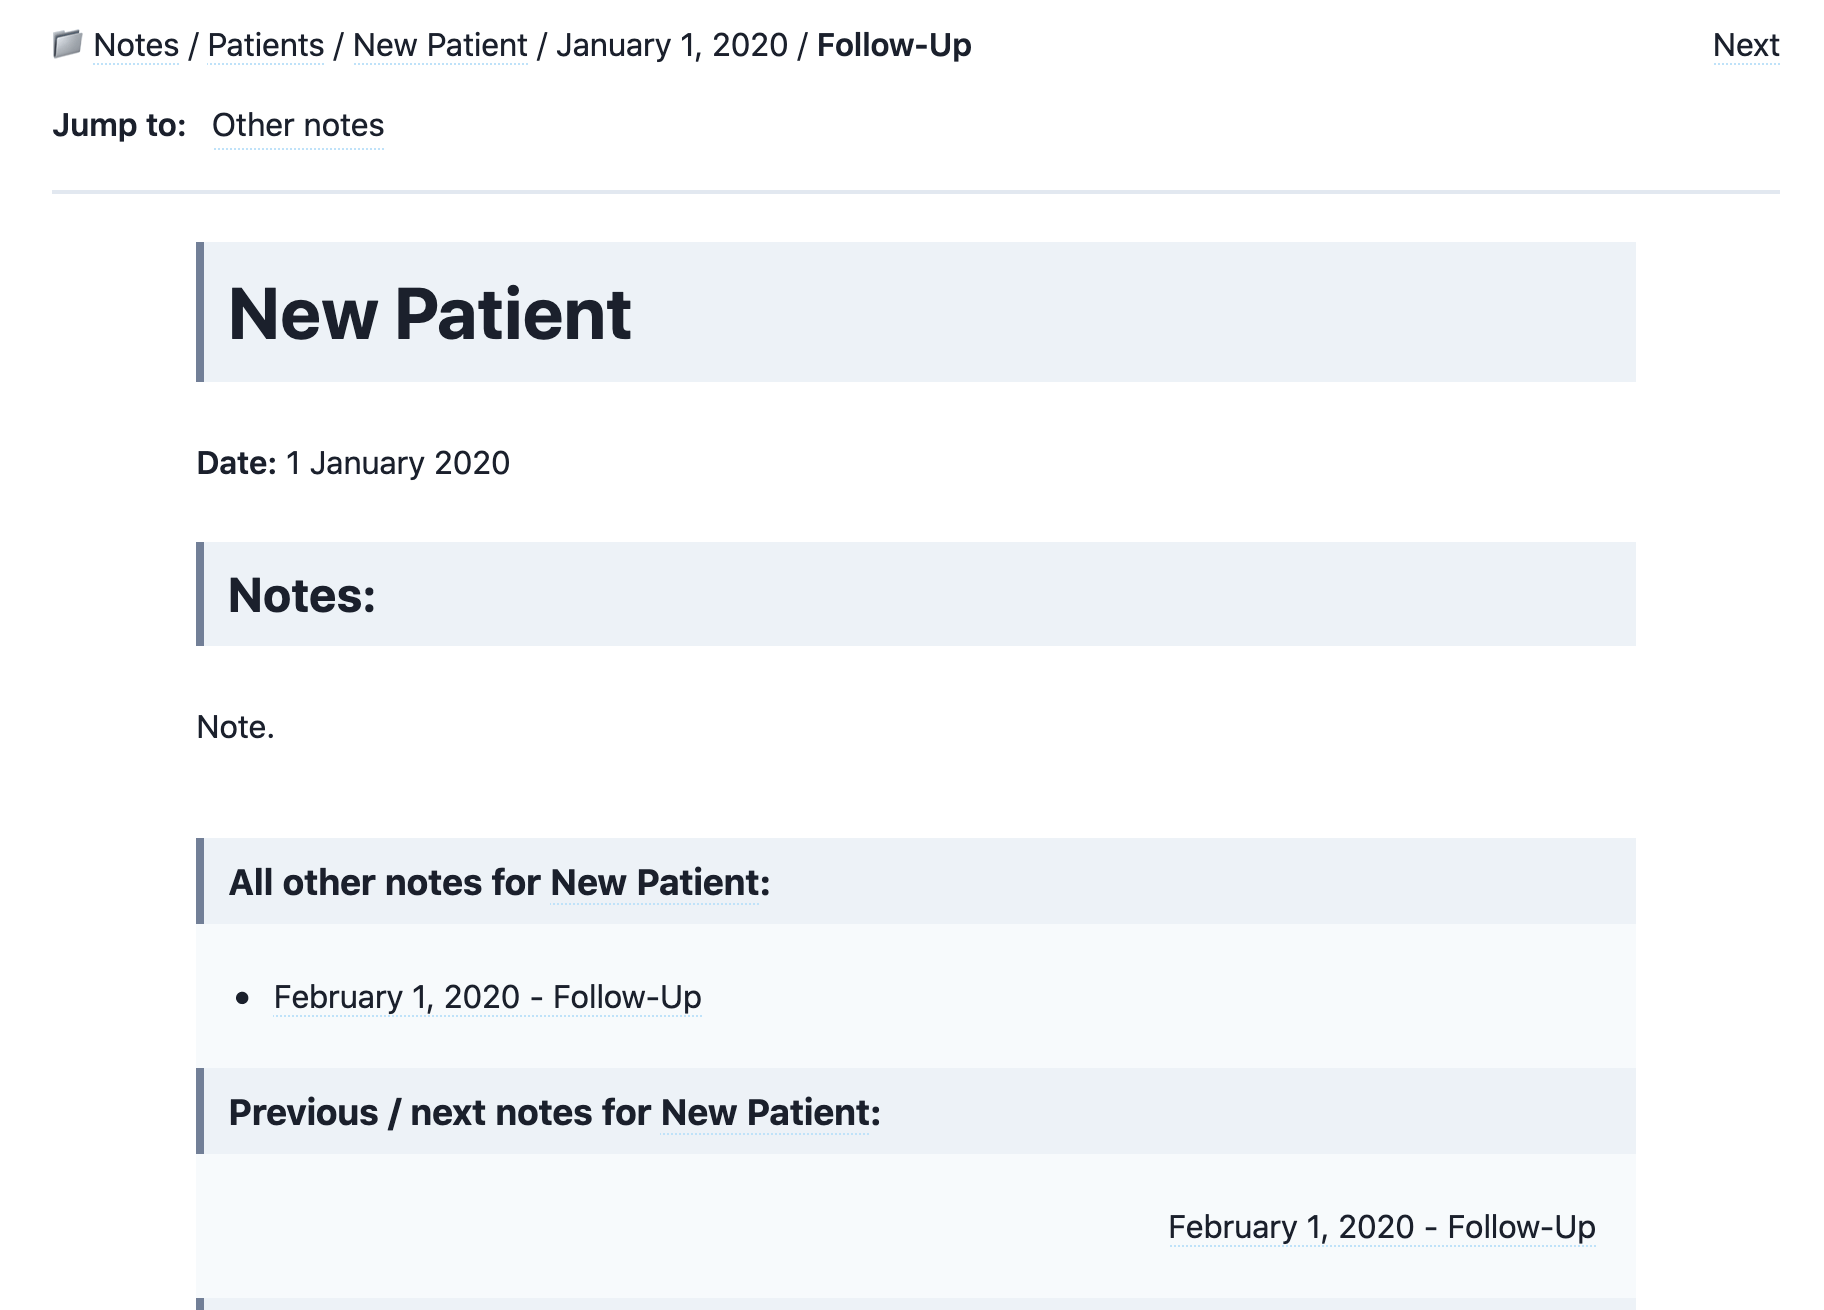 Notes / Patients / New Patient / January 1, 2020 / Follow-Up
Next
Jump to: Other notes
New Patient
Date: 1 January 2020
Notes:
Note.
All other notes for New Patient:
• February 1, 2020 - Follow-Up
Previous / next notes for New Patient:
February 1, 2020 - Follow-Up